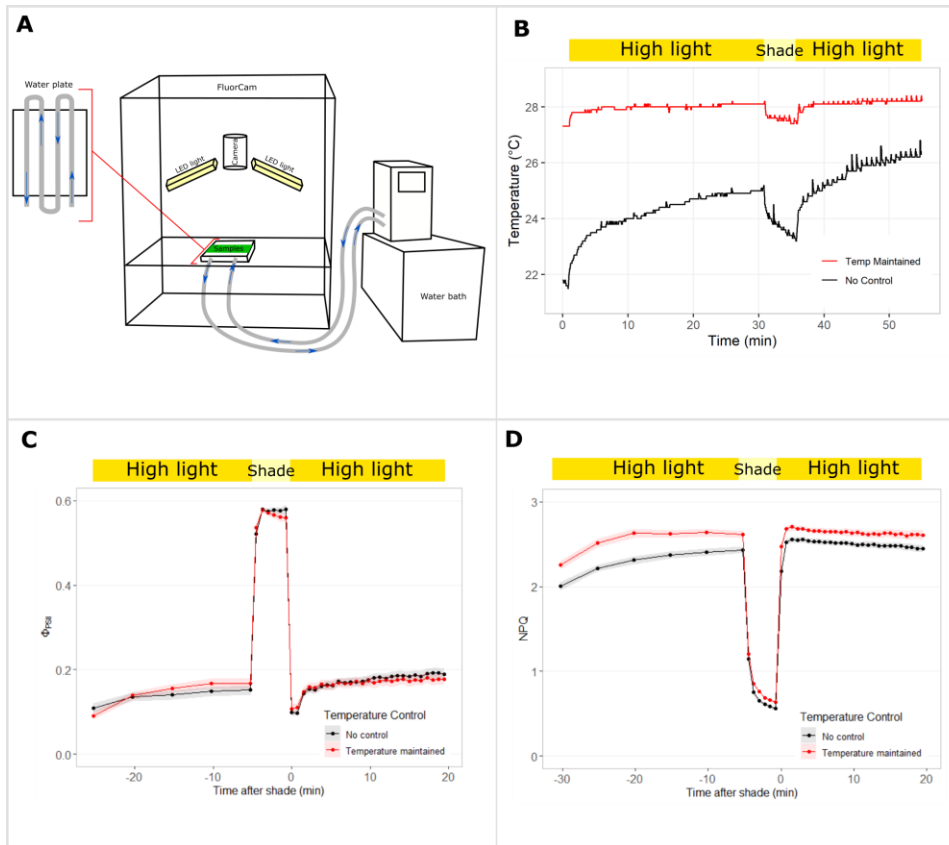 A
Water plate
FluorCam
Camera
LED light
LED light
Samples
Water bath
B
High light
Shade
High light
Temperature (°C)
28
26
24
22
Temp Maintained
No Control
0
10
20
30
40
50
Time (min)
C
High light
Shade
High light
ΦPSII
0.6
0.4
0.2
0.0
Temperature Control
No control
Temperature maintained
-20
-10
0
10
20
Time after shade (min)
D
High light
Shade
High light
NPQ
3
2
1
0
Temperature Control
No control
Temperature maintained
-30
-20
-10
0
10
20
Time after shade (min)